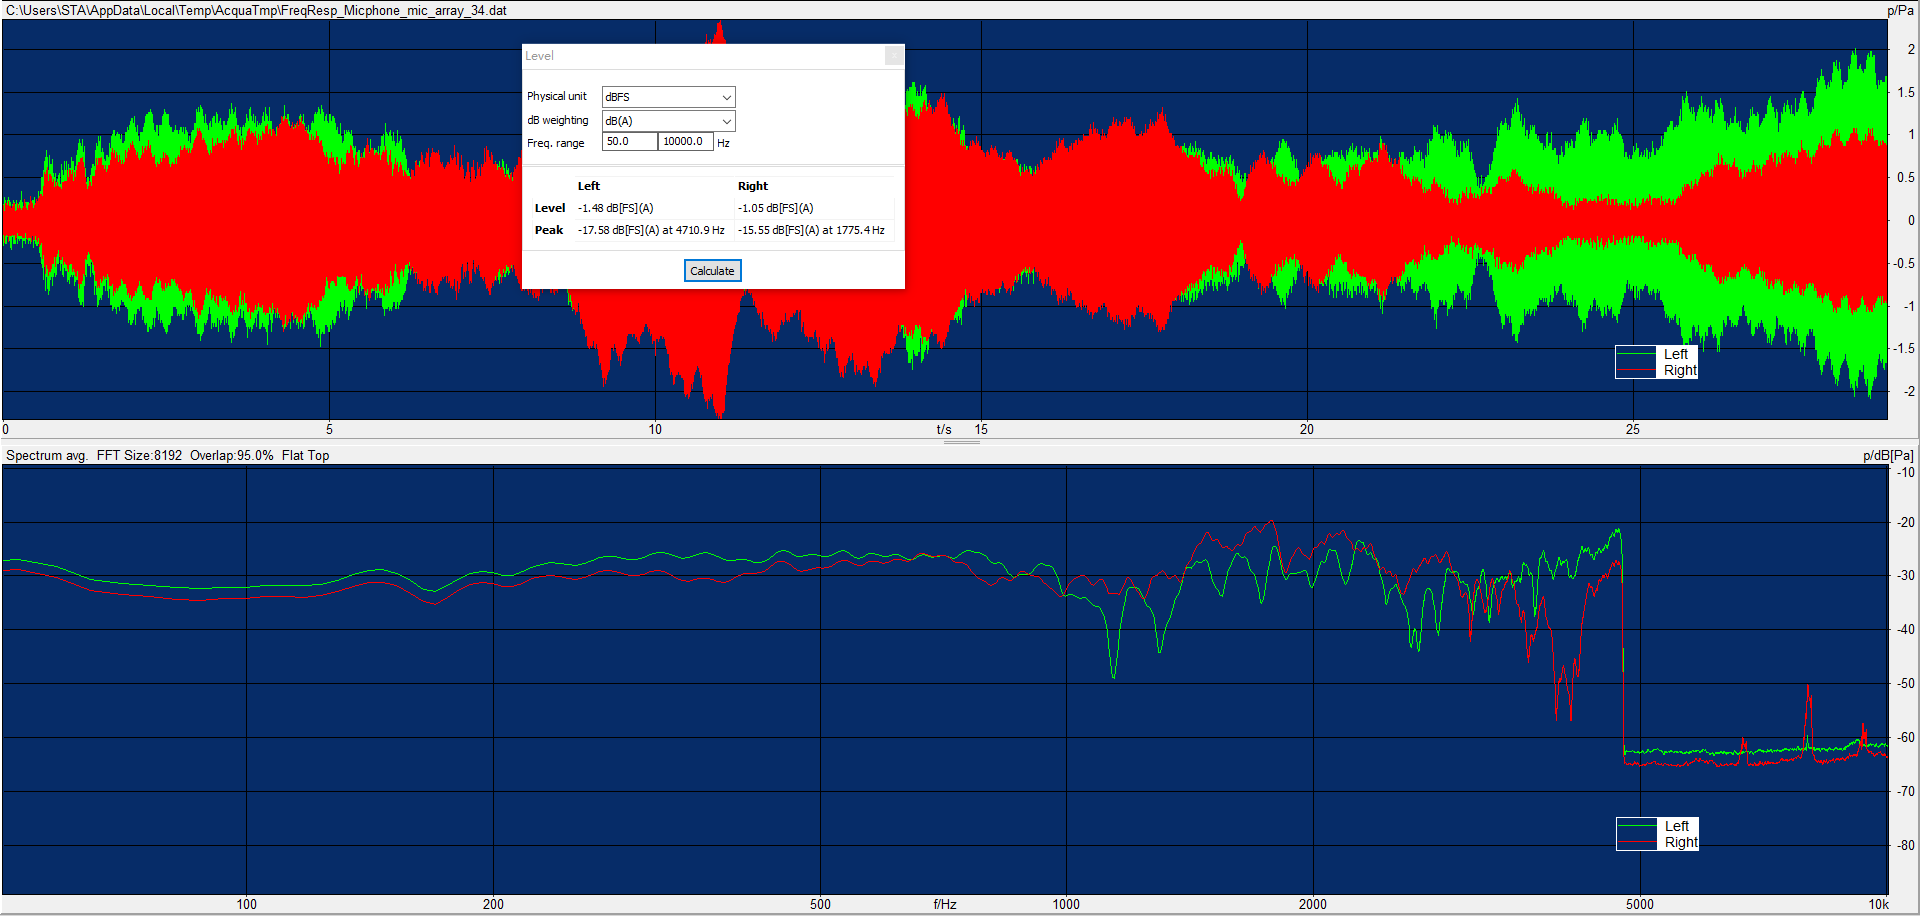 C:\Users\STA\AppData\Local\Temp\AcquaTmp\FreqResp_Micphone_mic_array_34.dat
p/Pa
Level
Physical unit dBFS
dB weighting dB(A)
Freq. range 50.0 10000.0 Hz
Left Right
Level -1.48 dB[FS](A) -1.05 dB[FS](A)
Peak -17.58 dB[FS](A) at 4710.9 Hz -15.55 dB[FS](A) at 1775.4 Hz
Calculate
2
1.5
1
0.5
0
-0.5
-1
-1.5
-2
Left
Right
0 5 10 t/s 15 20 25
Spectrum avg. FFT Size:8192 Overlap:95.0% Flat Top
p/dB[Pa]
-10
-20
-30
-40
-50
-60
-70
-80
Left
Right
100 200 500 f/Hz 1000 2000 5000 10k